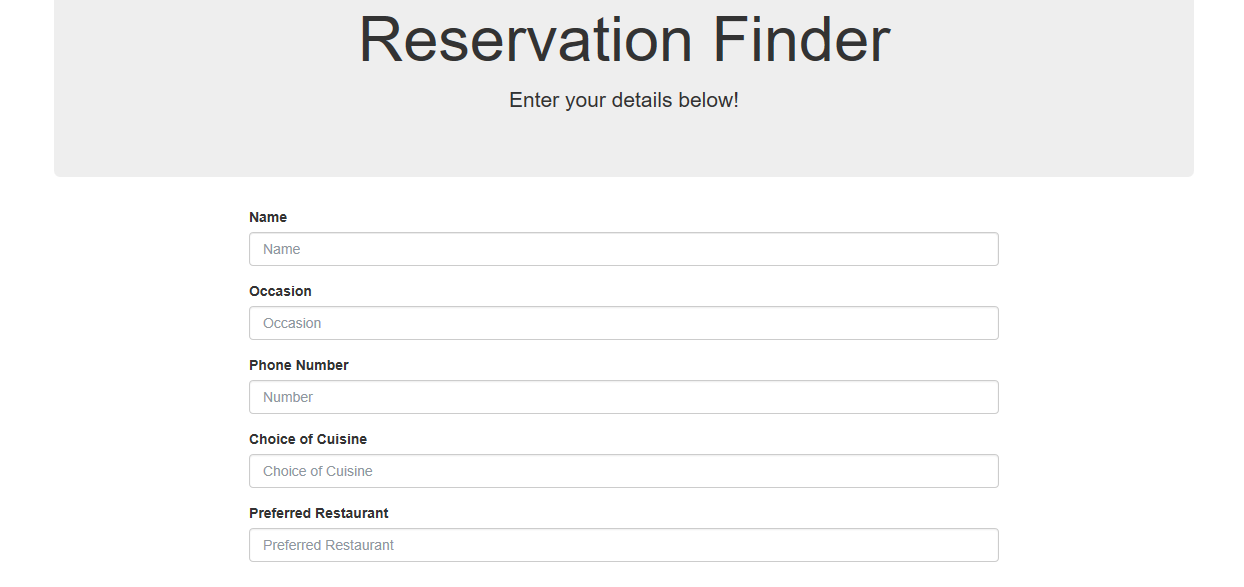 Reservation Finder
Enter your details below!
Name
Name
Occasion
Occasion
Phone Number
Number
Choice of Cuisine
Choice of Cuisine
Preferred Restaurant
Preferred Restaurant